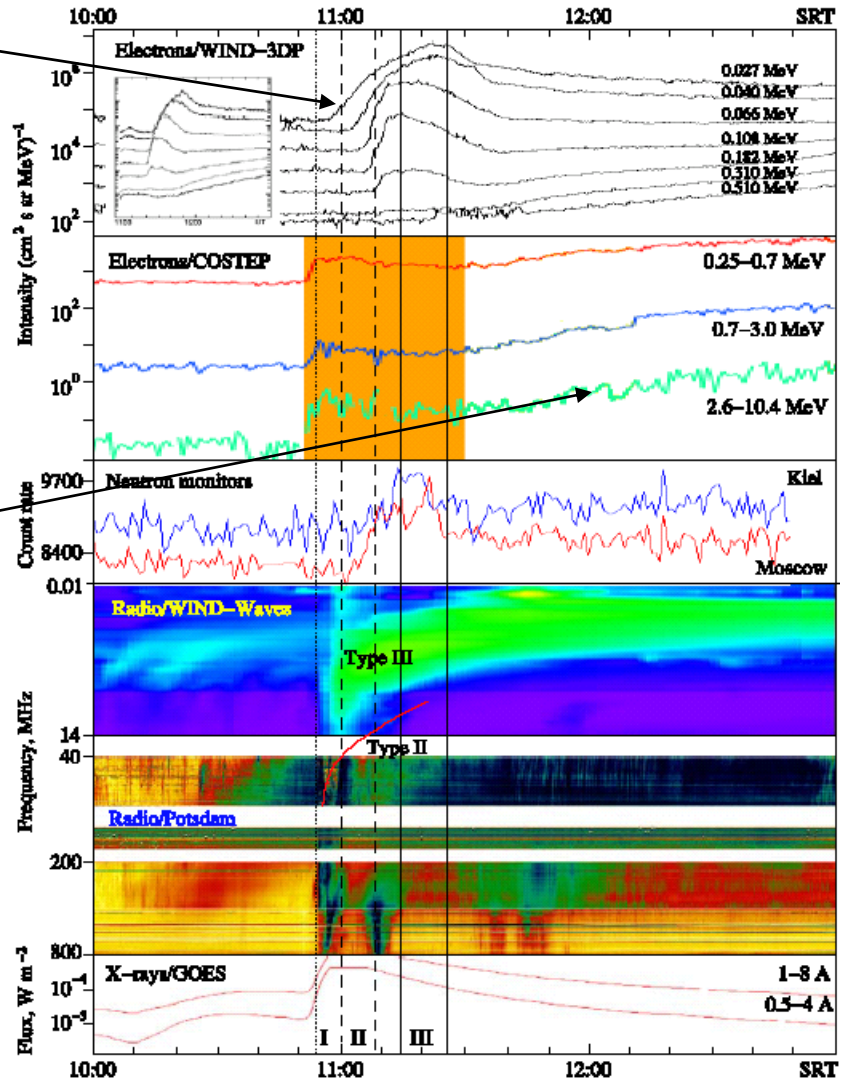 10:00 11:00 12:00 SRT
Electrons/WIND-3DP
10⁶
10⁴
10²
0.027 MeV
0.040 MeV
0.066 MeV
0.108 MeV
0.182 MeV
0.310 MeV
0.510 MeV
Intensity (cm² s sr MeV)⁻¹
Electrons/COSTEP
10²
10⁰
0.25-0.7 MeV
0.7-3.0 MeV
2.6-10.4 MeV
Count rate
9700
8400
Neutron monitors
Kiel
Moscow
Frequency, MHz
0.01
Radio/WIND-Waves
Type III
14
Type II
40
Radio/Potsdam
200
800
Flux, W m⁻²
X-rays/GOES
10⁻⁴
1-8 A
0.5-4 A
I II III
10:00 11:00 12:00 SRT